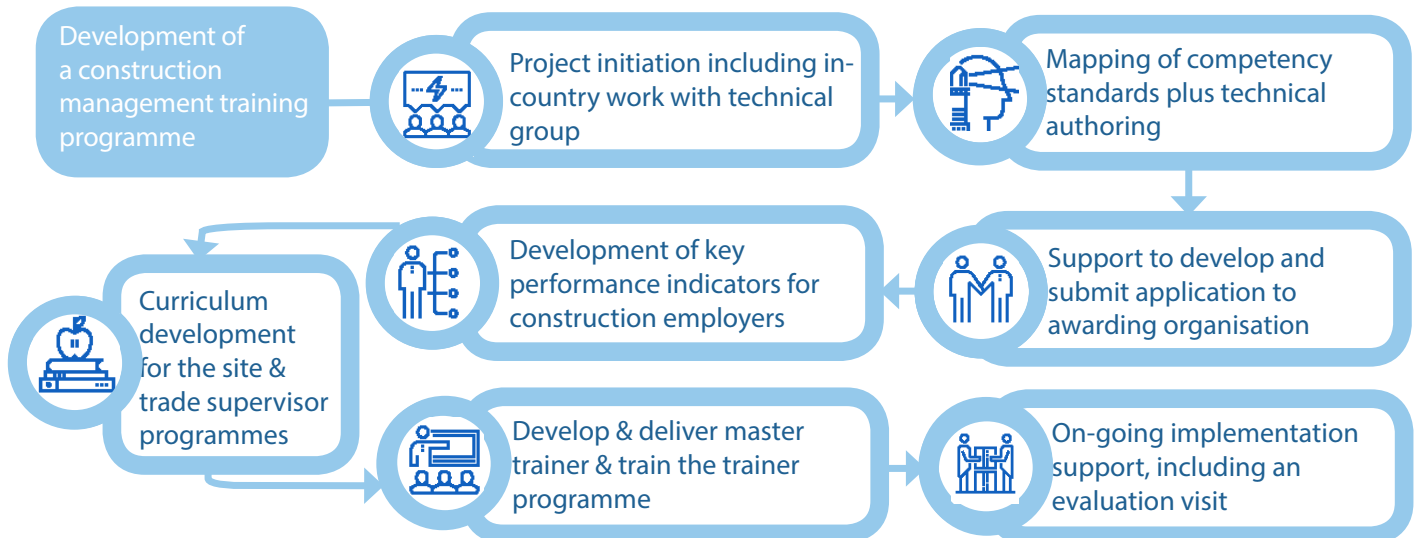 Development of
a construction
management training
programme
Project initiation including in-
country work with technical
group
Mapping of competency
standards plus technical
authoring
Support to develop and
submit application to
awarding organisation
Development of key
performance indicators for
construction employers
Curriculum
development
for the site &
trade supervisor
programmes
Develop & deliver master
trainer & train the trainer
programme
On-going implementation
support, including an
evaluation visit